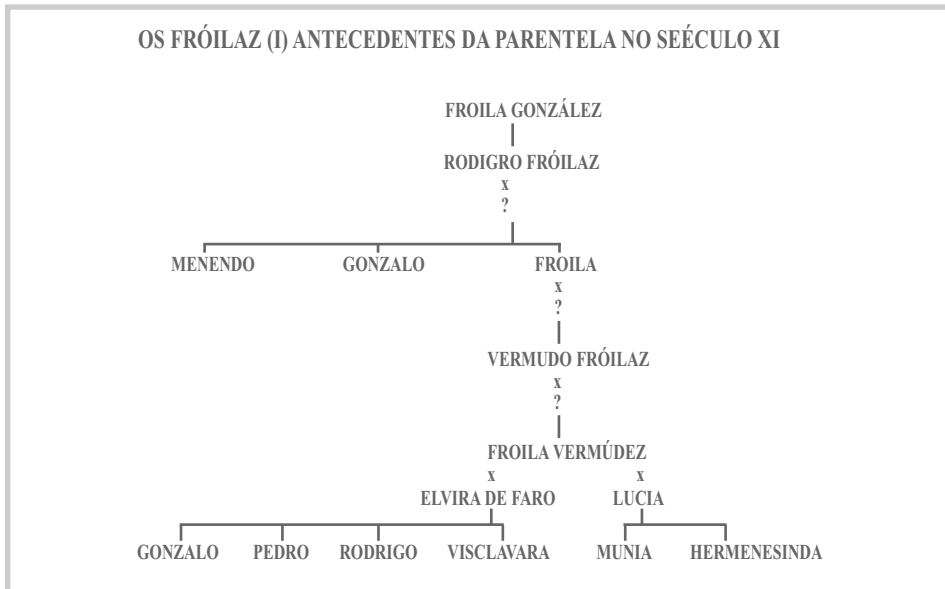 OS FRÓILAZ (I) ANTECEDENTES DA PARENTELA NO SEÉCULO XI
FROILA GONZÁLEZ
RODIGRO FRÓILAZ
x
?
MENENDO GONZALO FROILA
x
?
VERMUDO FRÓILAZ
x
?
FROILA VERMÚDEZ
x x
ELVIRA DE FARO LUCIA
GONZALO PEDRO RODRIGO VISCLAVARA MUNIA HERMENESINDA